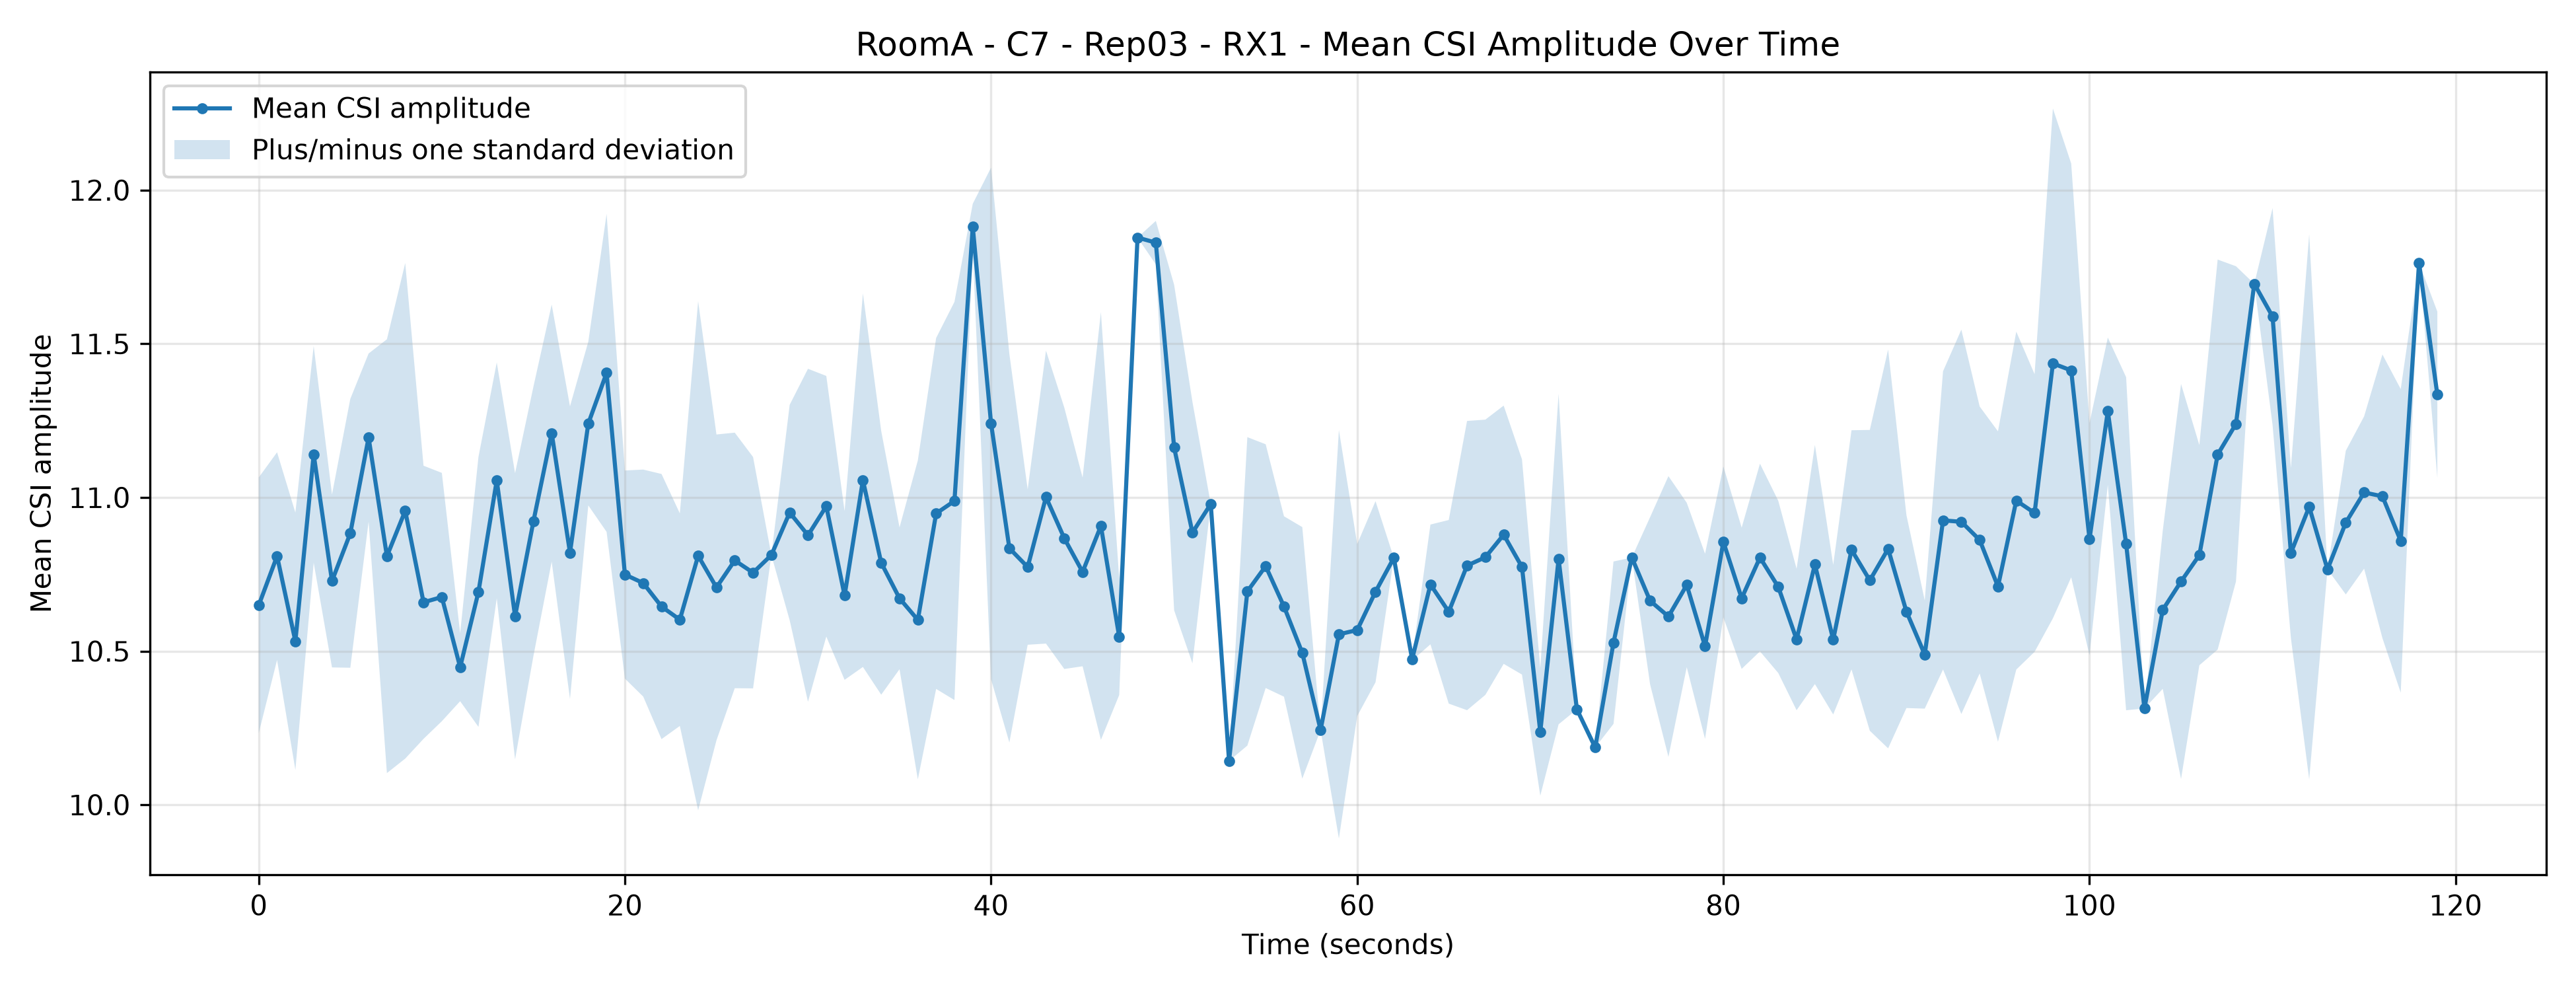 RoomA - C7 - Rep03 - RX1 - Mean CSI Amplitude Over Time
Mean CSI amplitude
Plus/minus one standard deviation
Mean CSI amplitude
12.0
11.5
11.0
10.5
10.0
0 20 40 60 80 100 120
Time (seconds)